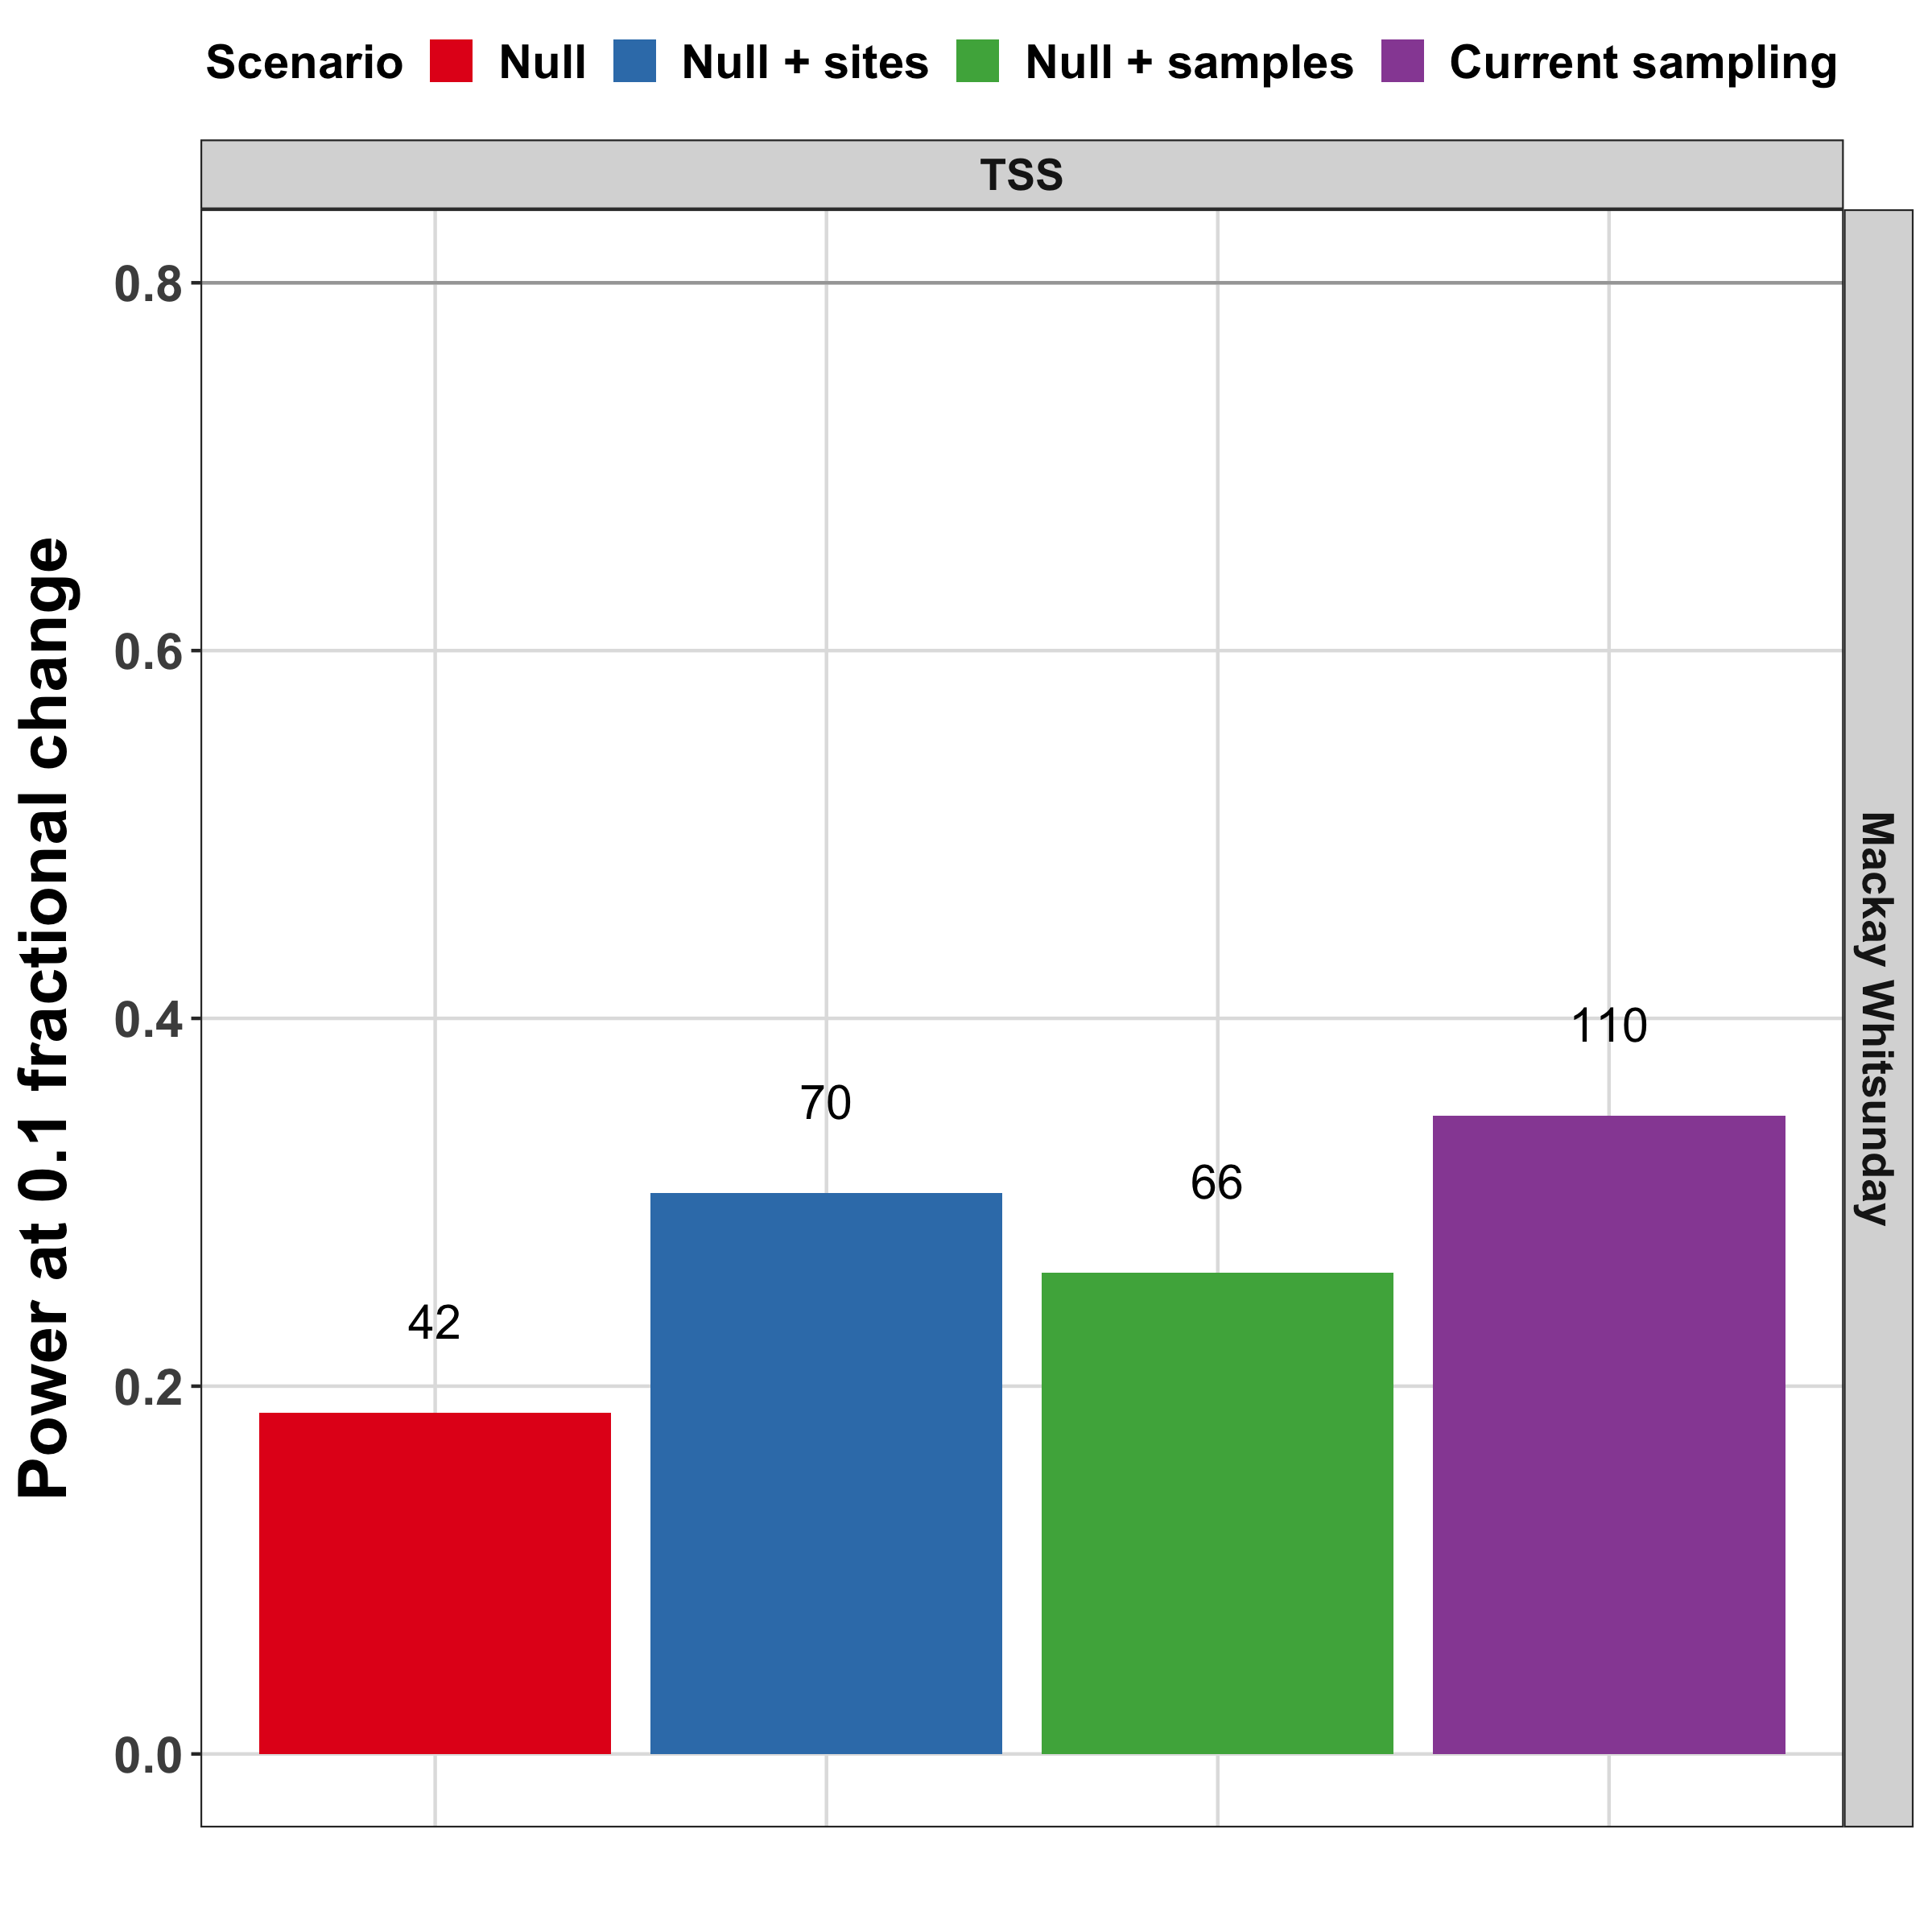 Scenario Null Null + sites Null + samples Current sampling
TSS
Mackay Whitsunday
Power at 0.1 fractional change
0.8
0.6
0.4
0.2
0.0
42
70
66
110